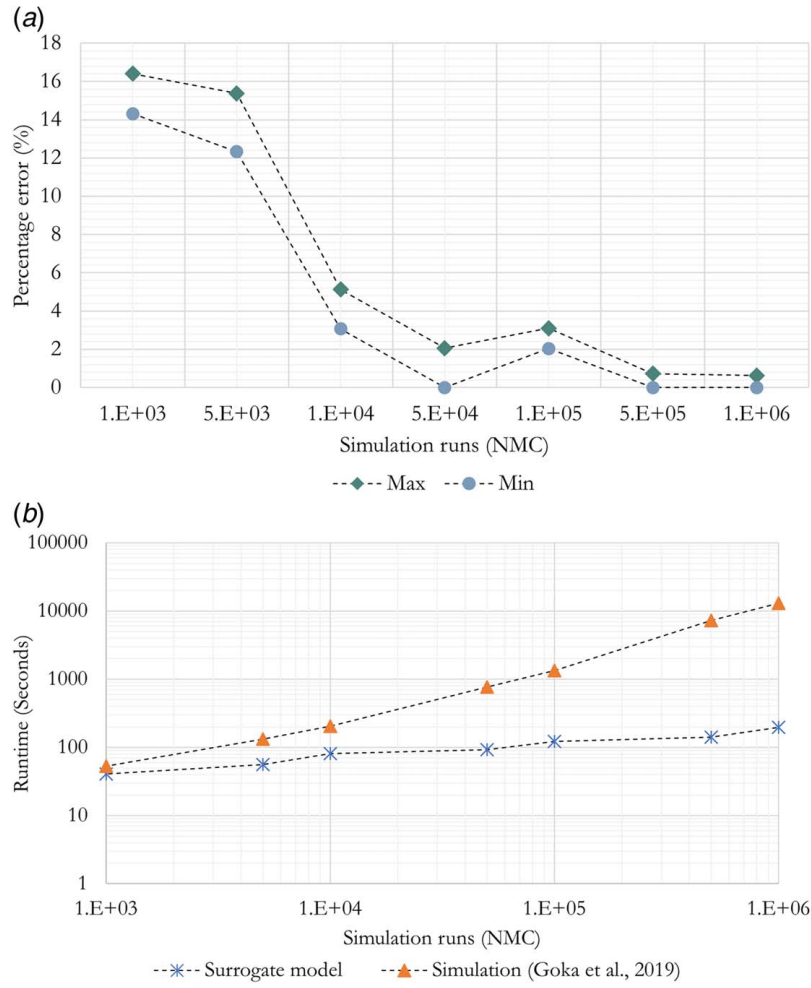 (a)
18
16
14
12
10
8
6
4
2
0
Percentage error (%)
1.E+03 5.E+03 1.E+04 5.E+04 1.E+05 5.E+05 1.E+06
Simulation runs (NMC)
Max Min
(b)
100000
10000
1000
100
10
1
Runtime (Seconds)
1.E+03 1.E+04 1.E+05 1.E+06
Simulation runs (NMC)
Surrogate model Simulation (Goka et al., 2019)